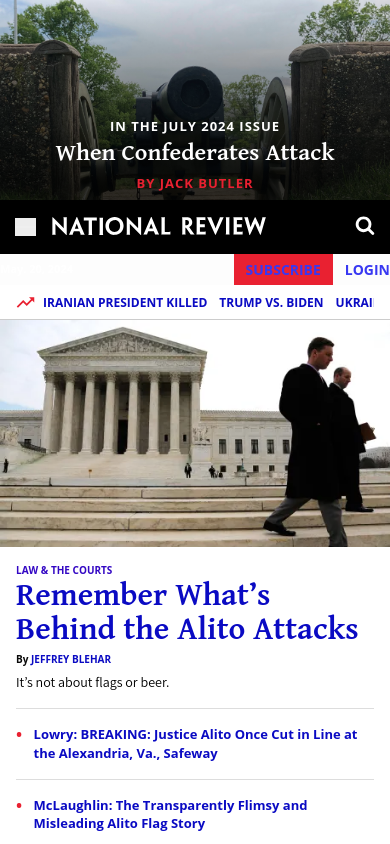 IN THE JULY 2024 ISSUE
When Confederates Attack
BY JACK BUTLER
NATIONAL REVIEW
SUBSCRIBE LOGIN
IRANIAN PRESIDENT KILLED TRUMP VS. BIDEN
LAW & THE COURTS
Remember What's
Behind the Alito Attacks
By JEFFREY BLEHAR
It's not about flags or beer.
• Lowry: BREAKING: Justice Alito Once Cut in Line at
the Alexandria, Va., Safeway
• McLaughlin: The Transparently Flimsy and
Misleading Alito Flag Story